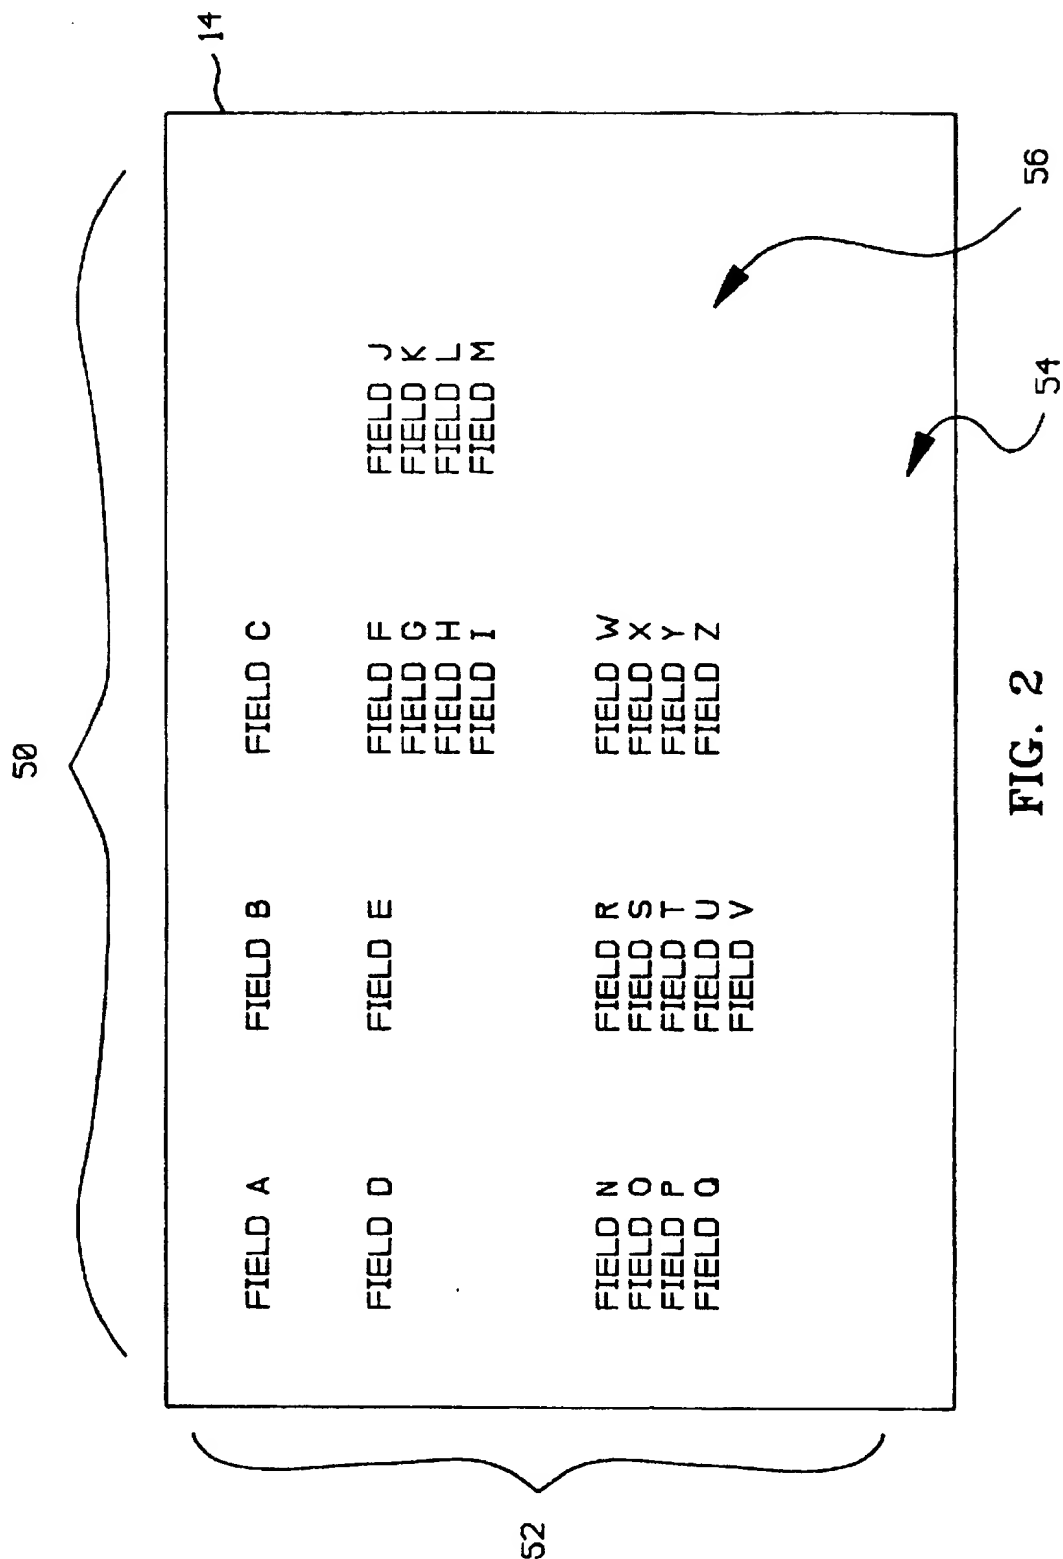 50
14
52
FIELD A
FIELD B
FIELD C
FIELD D
FIELD E
FIELD F
FIELD G
FIELD H
FIELD I
FIELD J
FIELD K
FIELD L
FIELD M
FIELD N
FIELD O
FIELD P
FIELD Q
FIELD R
FIELD S
FIELD T
FIELD U
FIELD V
FIELD W
FIELD X
FIELD Y
FIELD Z
54
56
FIG. 2